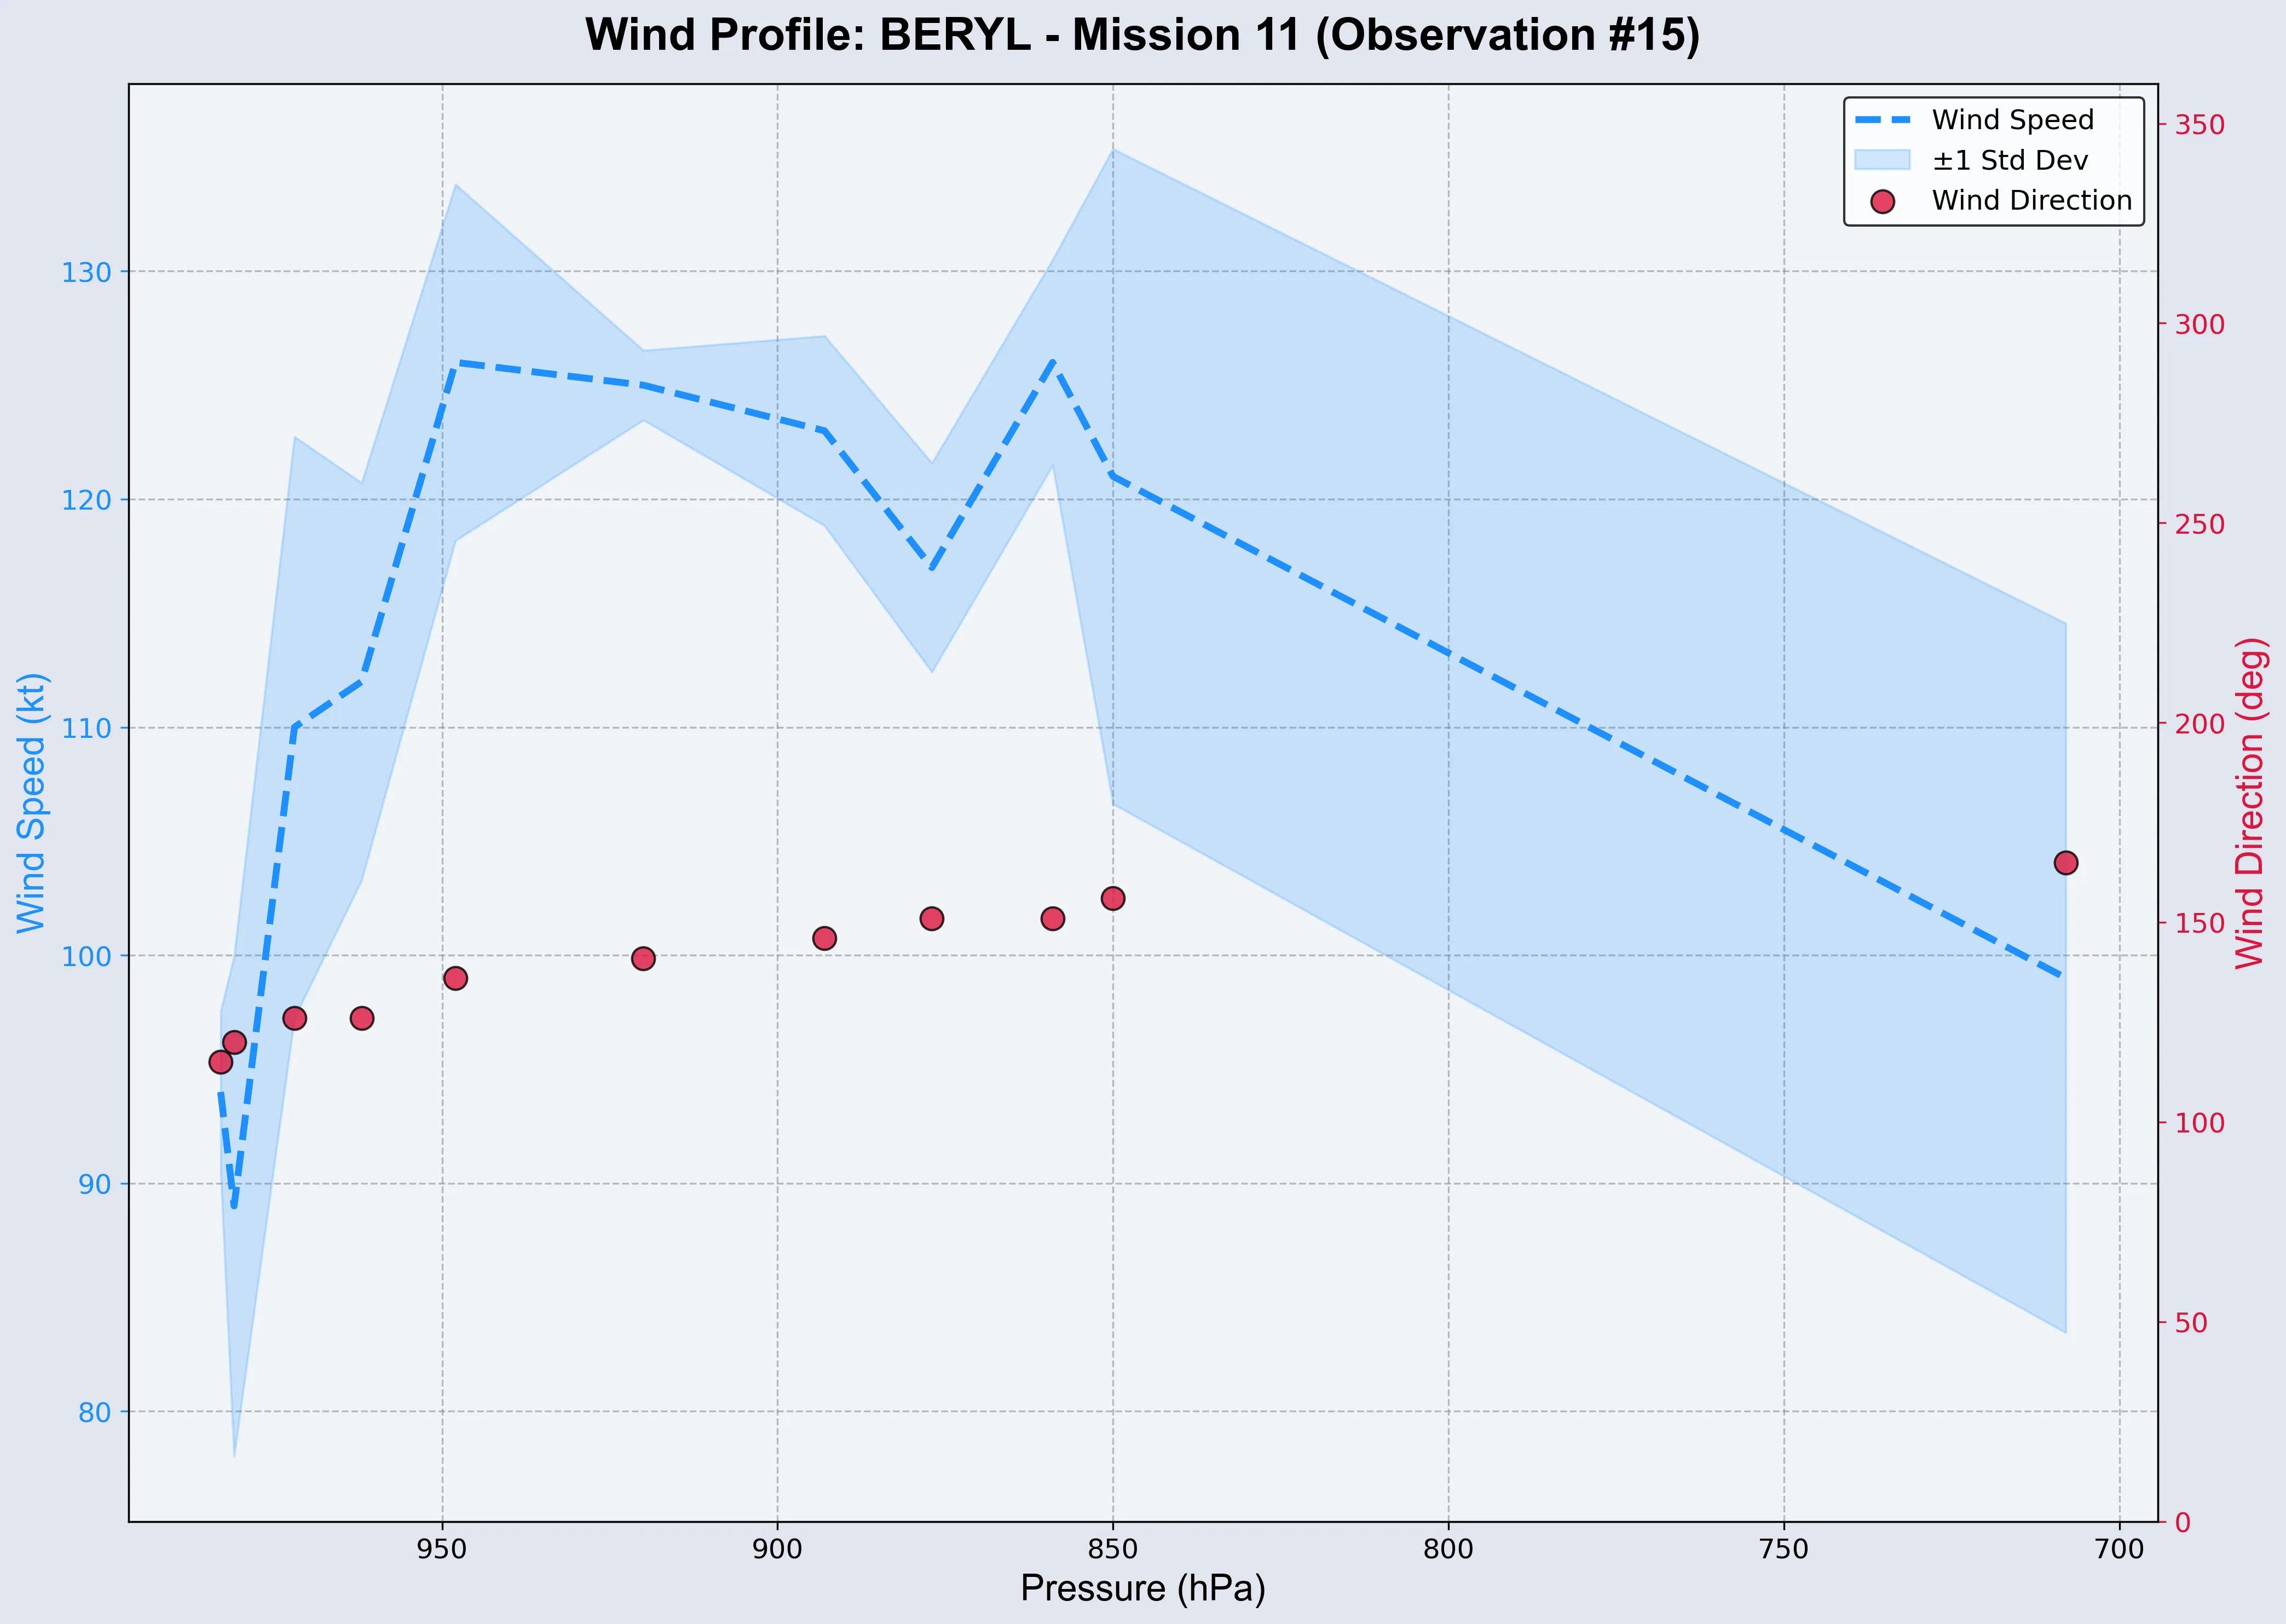 Wind Profile: BERYL - Mission 11 (Observation #15)
Wind Speed
±1 Std Dev
Wind Direction
Wind Speed (kt)
130
120
110
100
90
80
350
300
250
200
150
100
50
0
Wind Direction (deg)
950
900
850
800
750
700
Pressure (hPa)